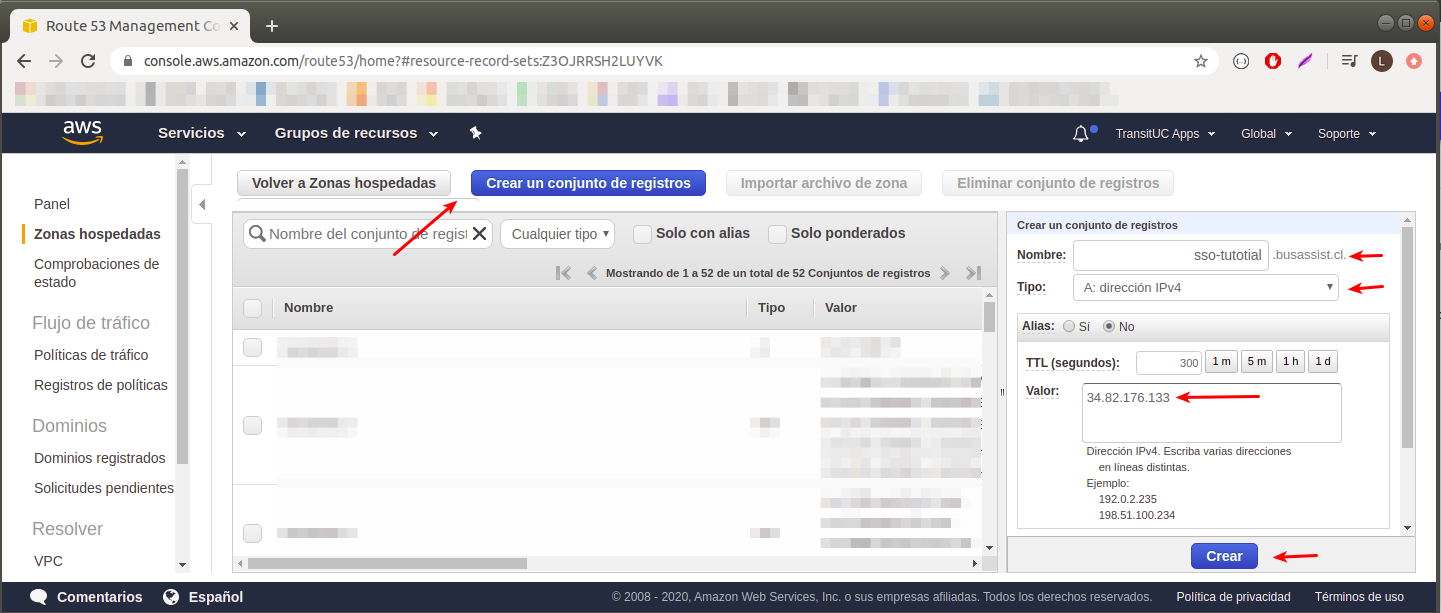 Route 53 Management Co
console.aws.amazon.com/route53/home?#resource-record-sets:Z3OJRRSH2LUYVK
L
aws
Servicios
Grupos de recursos
TransitUC Apps
Global
Soporte
Panel
Zonas hospedadas
Comprobaciones de
estado
Flujo de tráfico
Políticas de tráfico
Registros de políticas
Dominios
Dominios registrados
Solicitudes pendientes
Resolver
VPC
Volver a Zonas hospedadas
Crear un conjunto de registros
Importar archivo de zona
Eliminar conjunto de registros
Nombre del conjunto de regist
Cualquier tipo
Solo con alias
Solo ponderados
Mostrando de 1 a 52 de un total de 52 Conjuntos de registros
Nombre
Tipo
Valor
Crear un conjunto de registros
Nombre: sso-tutotial .busassist.cl.
Tipo: A: dirección IPv4
Alias: Sí No
TTL (segundos): 300 1 m 5 m 1 h 1 d
Valor: 34.82.176.133
Dirección IPv4. Escriba varias direcciones
en líneas distintas.
Ejemplo:
192.0.2.235
198.51.100.234
Crear
Comentarios
Español
© 2008 - 2020, Amazon Web Services, Inc. o sus empresas afiliadas. Todos los derechos reservados.
Política de privacidad
Términos de uso